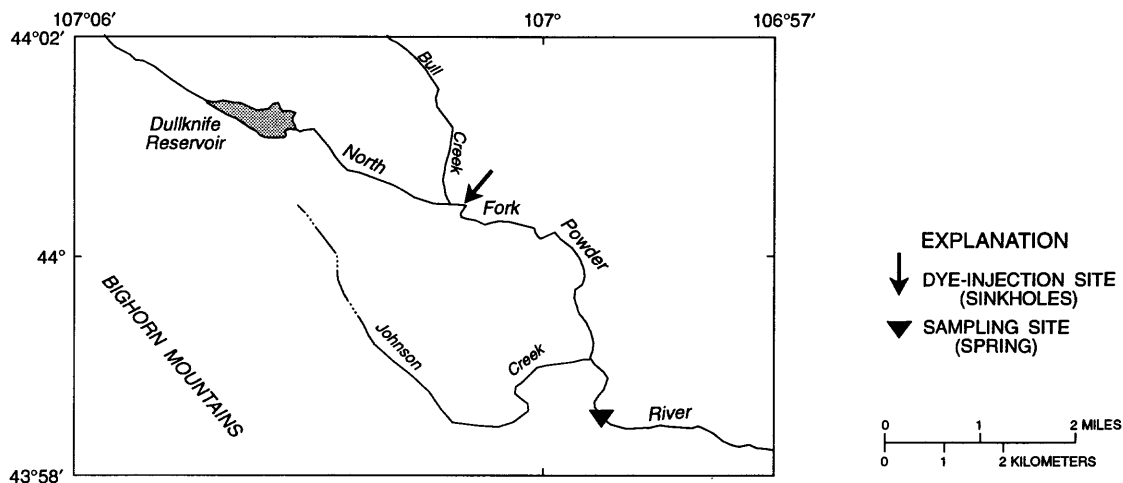 107°06′ 107° 106°57′
44°02′
Bull
Dullknife
Reservoir
North
Creek
Fork
Powder
EXPLANATION
44°
DYE-INJECTION SITE
(SINKHOLES)
BIGHORN MOUNTAINS
SAMPLING SITE
(SPRING)
Johnson
Creek
River
0 1 2 MILES
0 1 2 KILOMETERS
43°58′